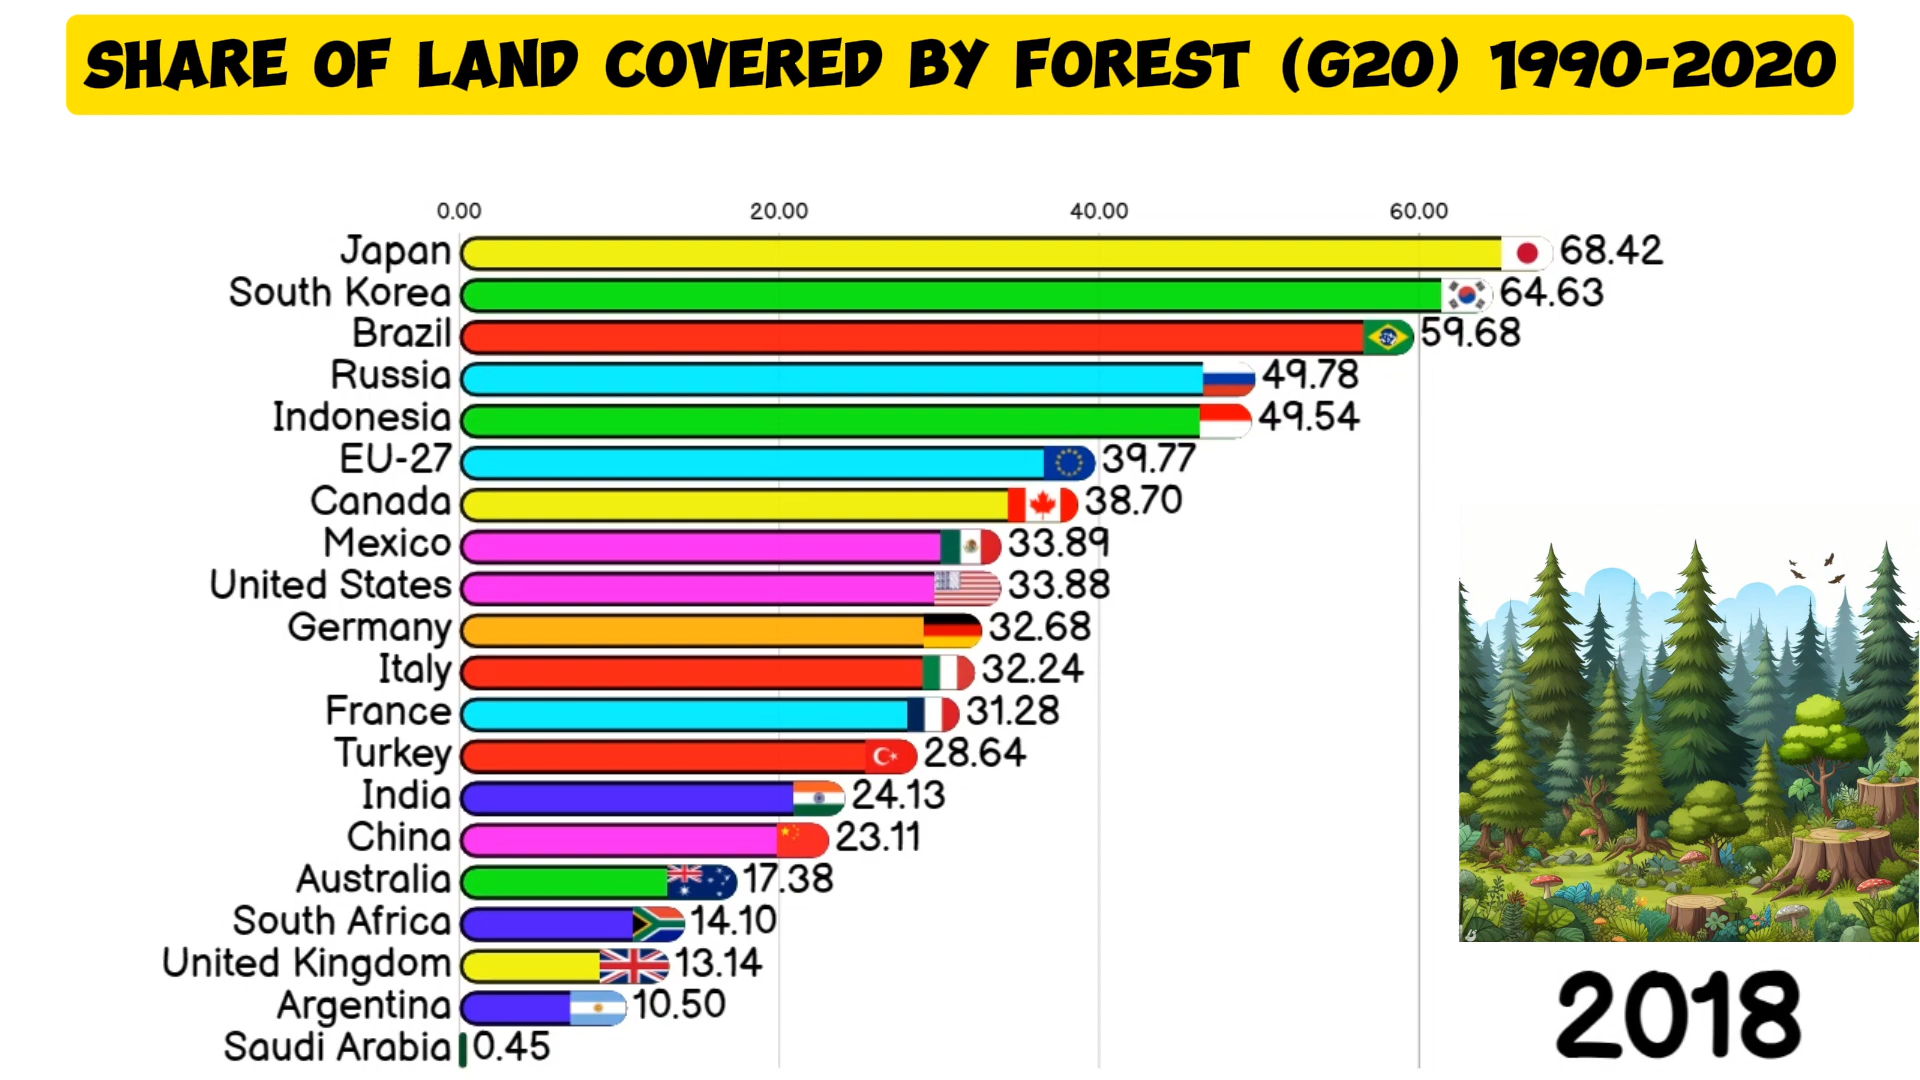 SHARE OF LAND COVERED BY FOREST (G20) 1990-2020
0.00 20.00 40.00 60.00
Japan 68.42
South Korea 64.63
Brazil 59.68
Russia 49.78
Indonesia 49.54
EU-27 39.77
Canada 38.70
Mexico 33.89
United States 33.88
Germany 32.68
Italy 32.24
France 31.28
Turkey 28.64
India 24.13
China 23.11
Australia 17.38
South Africa 14.10
United Kingdom 13.14
Argentina 10.50
Saudi Arabia 0.45
2018